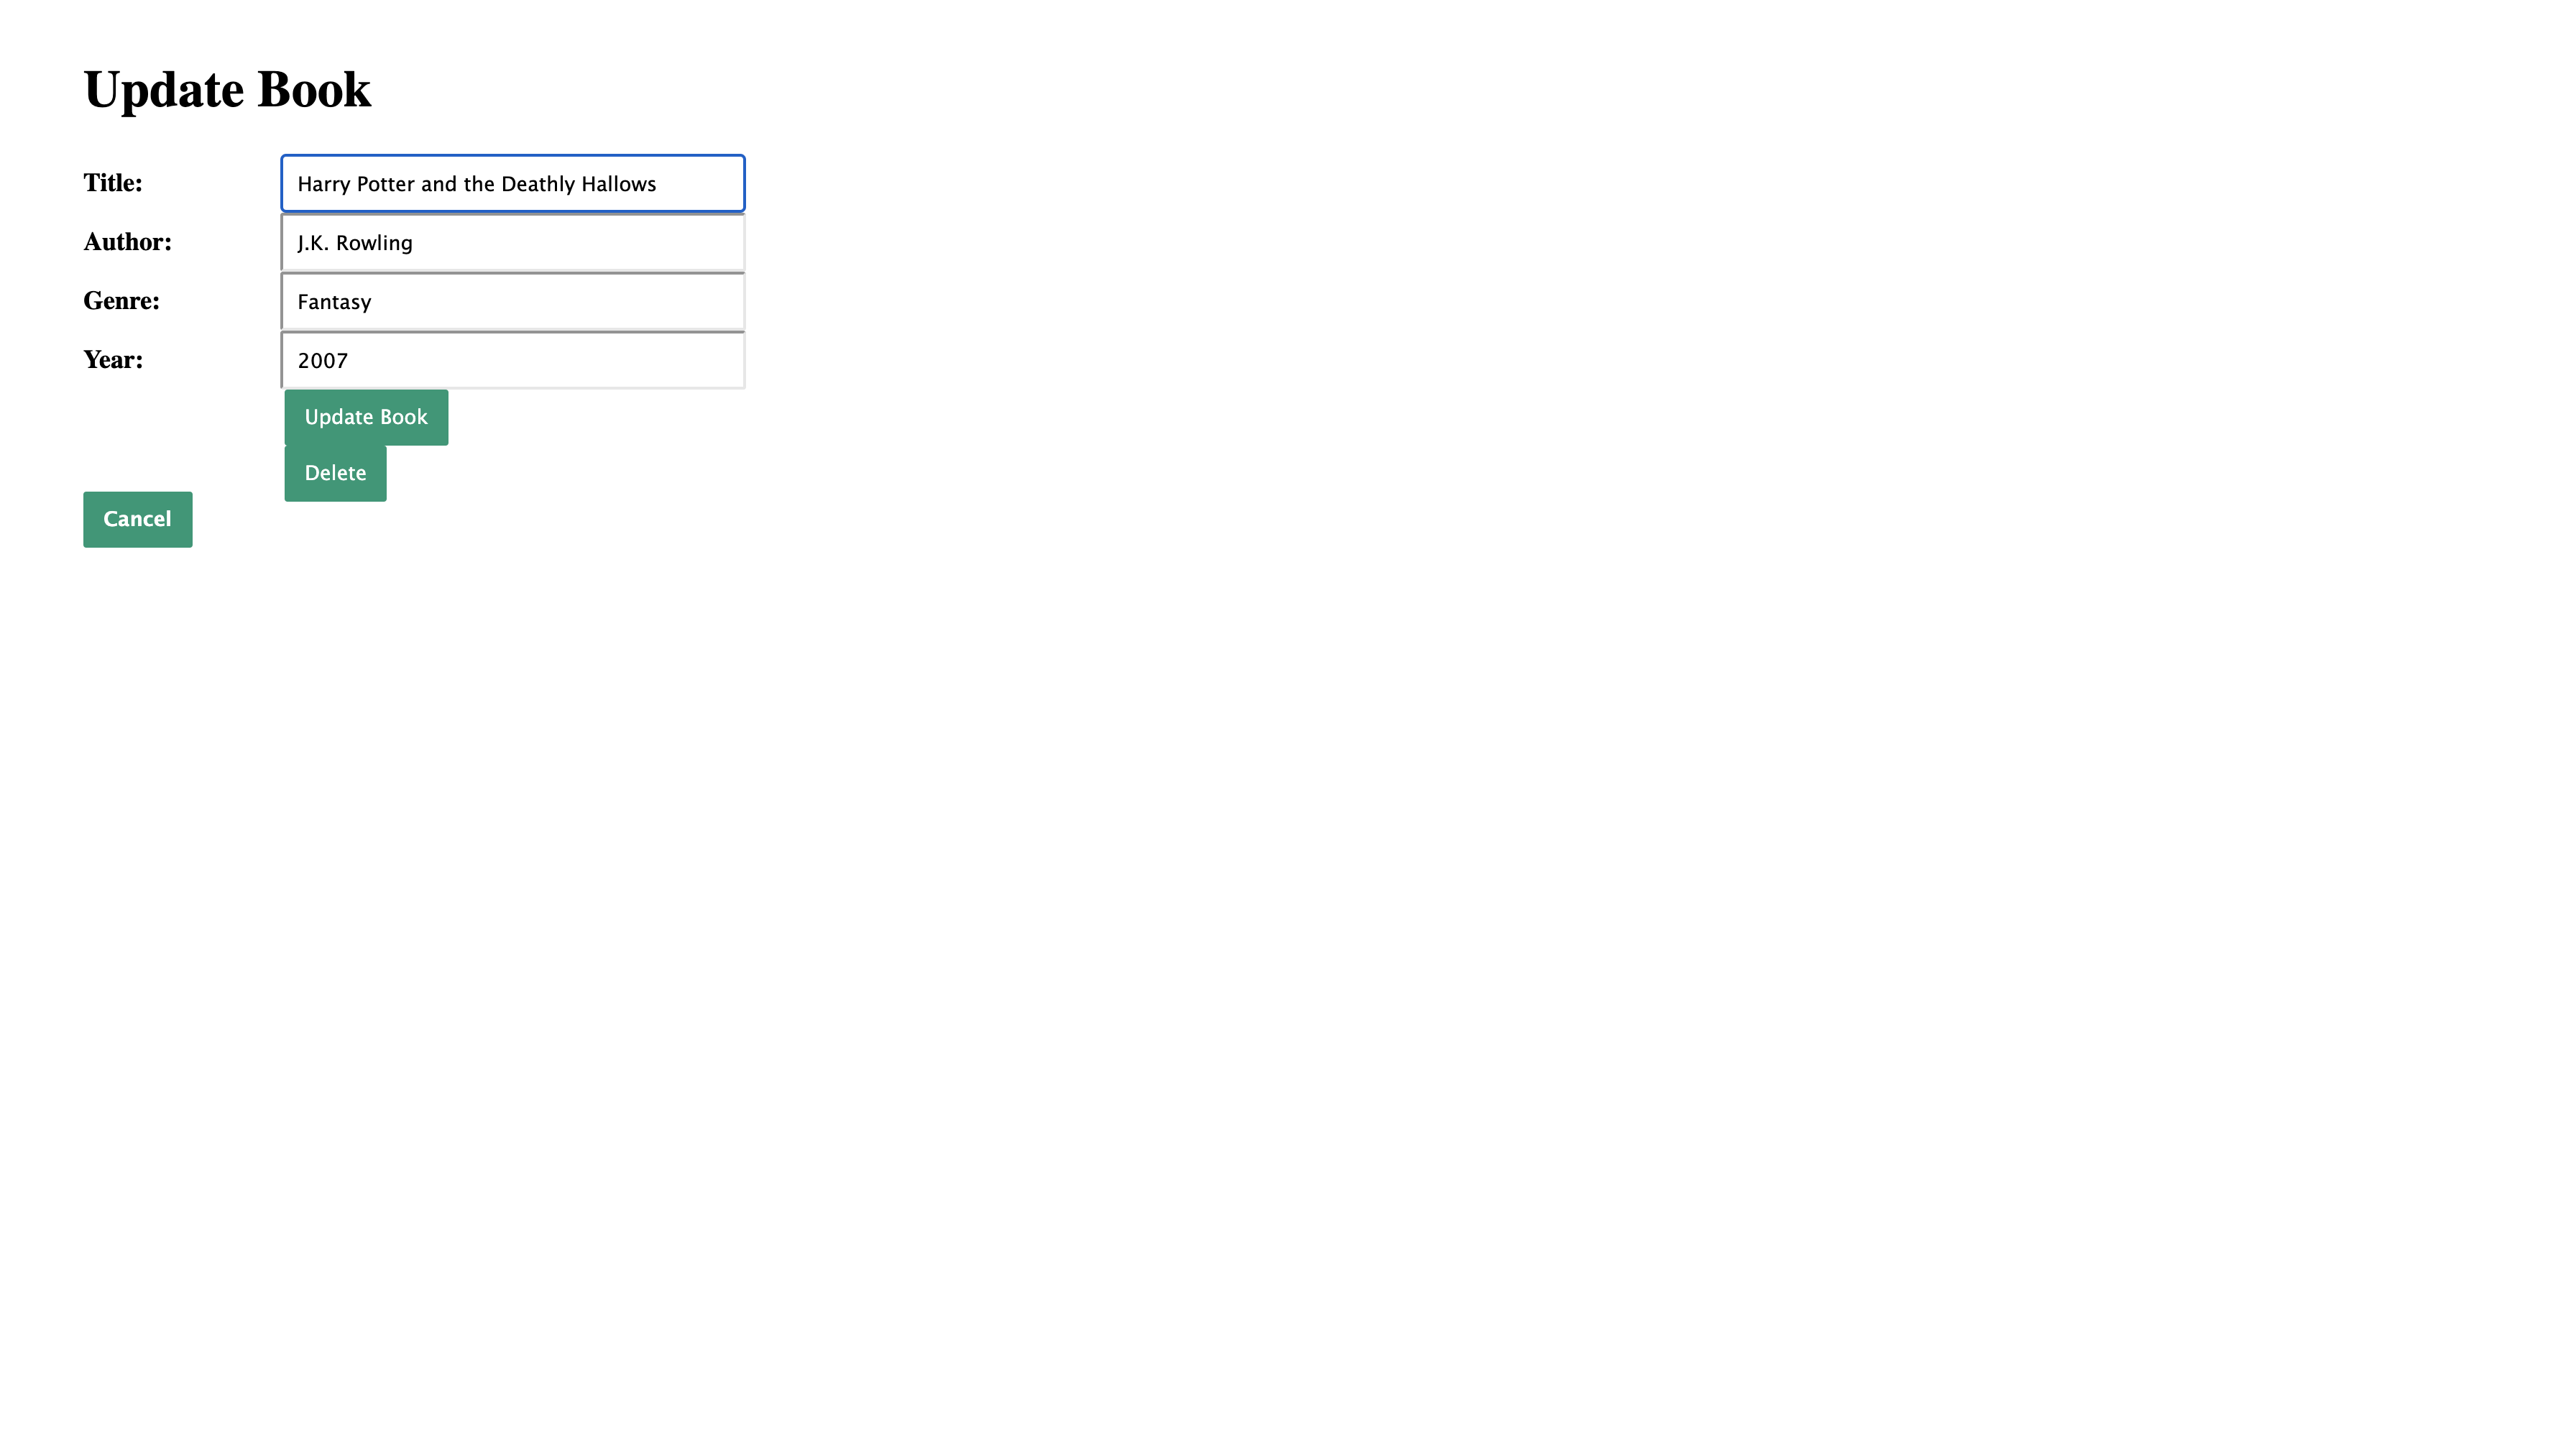 Update Book
Title: Harry Potter and the Deathly Hallows
Author: J.K. Rowling
Genre: Fantasy
Year: 2007
Update Book
Delete
Cancel